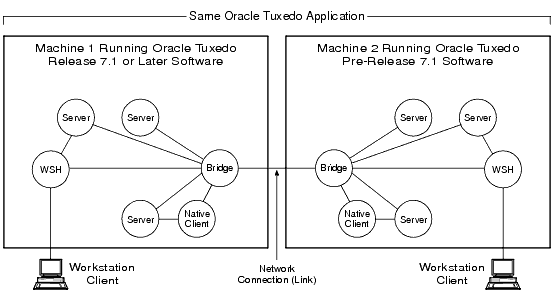 Same Oracle Tuxedo Application
Machine 1 Running Oracle Tuxedo
Release 7.1 or Later Software
Machine 2 Running Oracle Tuxedo
Pre-Release 7.1 Software
Server
Server
WSH
Bridge
Server
Native
Client
Server
Server
Bridge
WSH
Native
Client
Server
Workstation
Client
Network
Connection (Link)
Workstation
Client